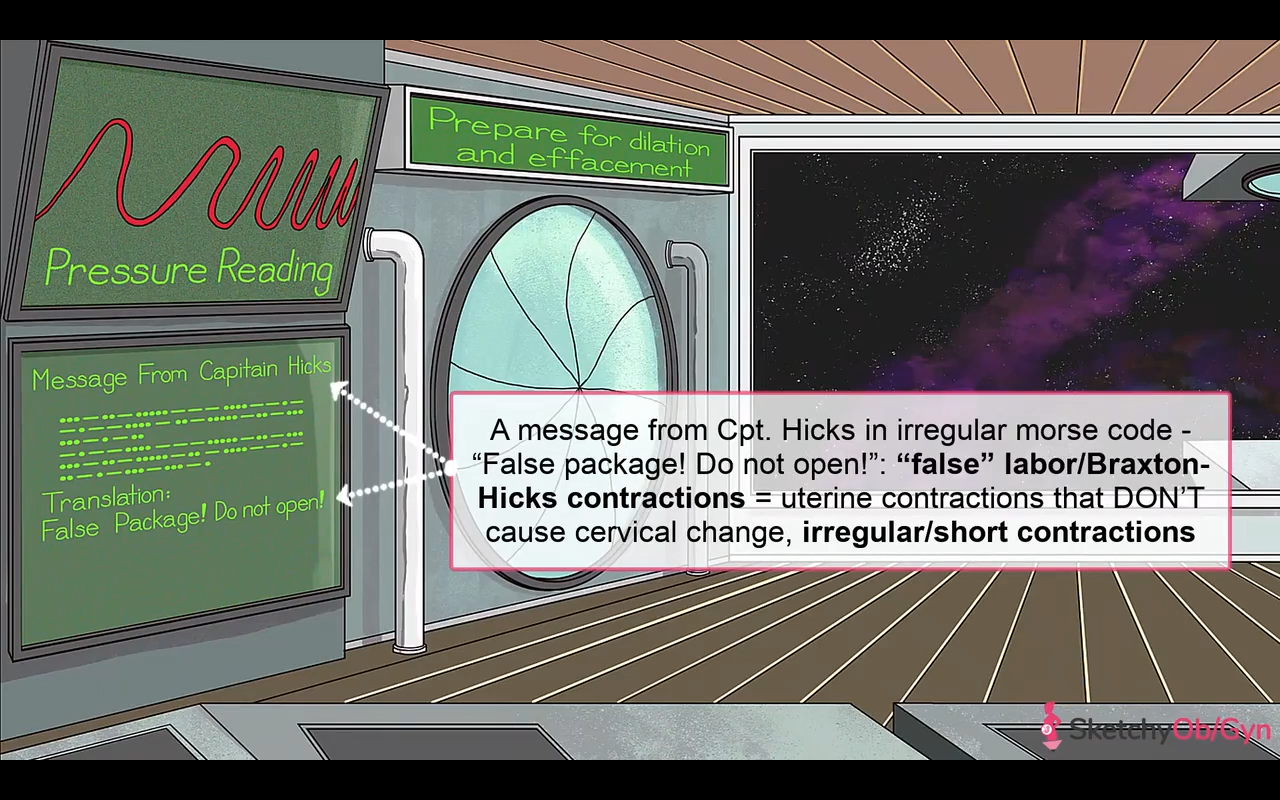 Prepare for dilation
and effacement
Pressure Reading
Message From Capitain Hicks
Translation:
False Package! Do not open!
A message from Cpt. Hicks in irregular morse code -
“False package! Do not open!”: “false” labor/Braxton-
Hicks contractions = uterine contractions that DON’T
cause cervical change, irregular/short contractions
SketchyOb/Gyn